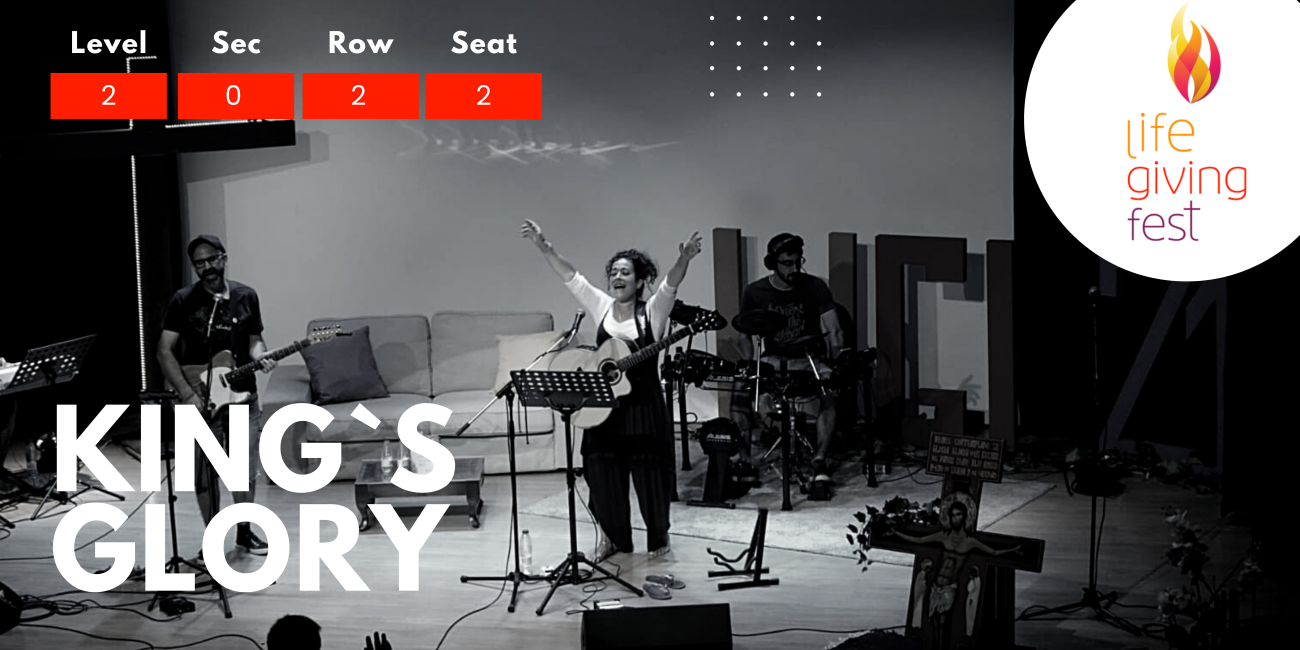 Level Sec Row Seat
2 0 2 2
life
giving
fest
KING`S
GLORY